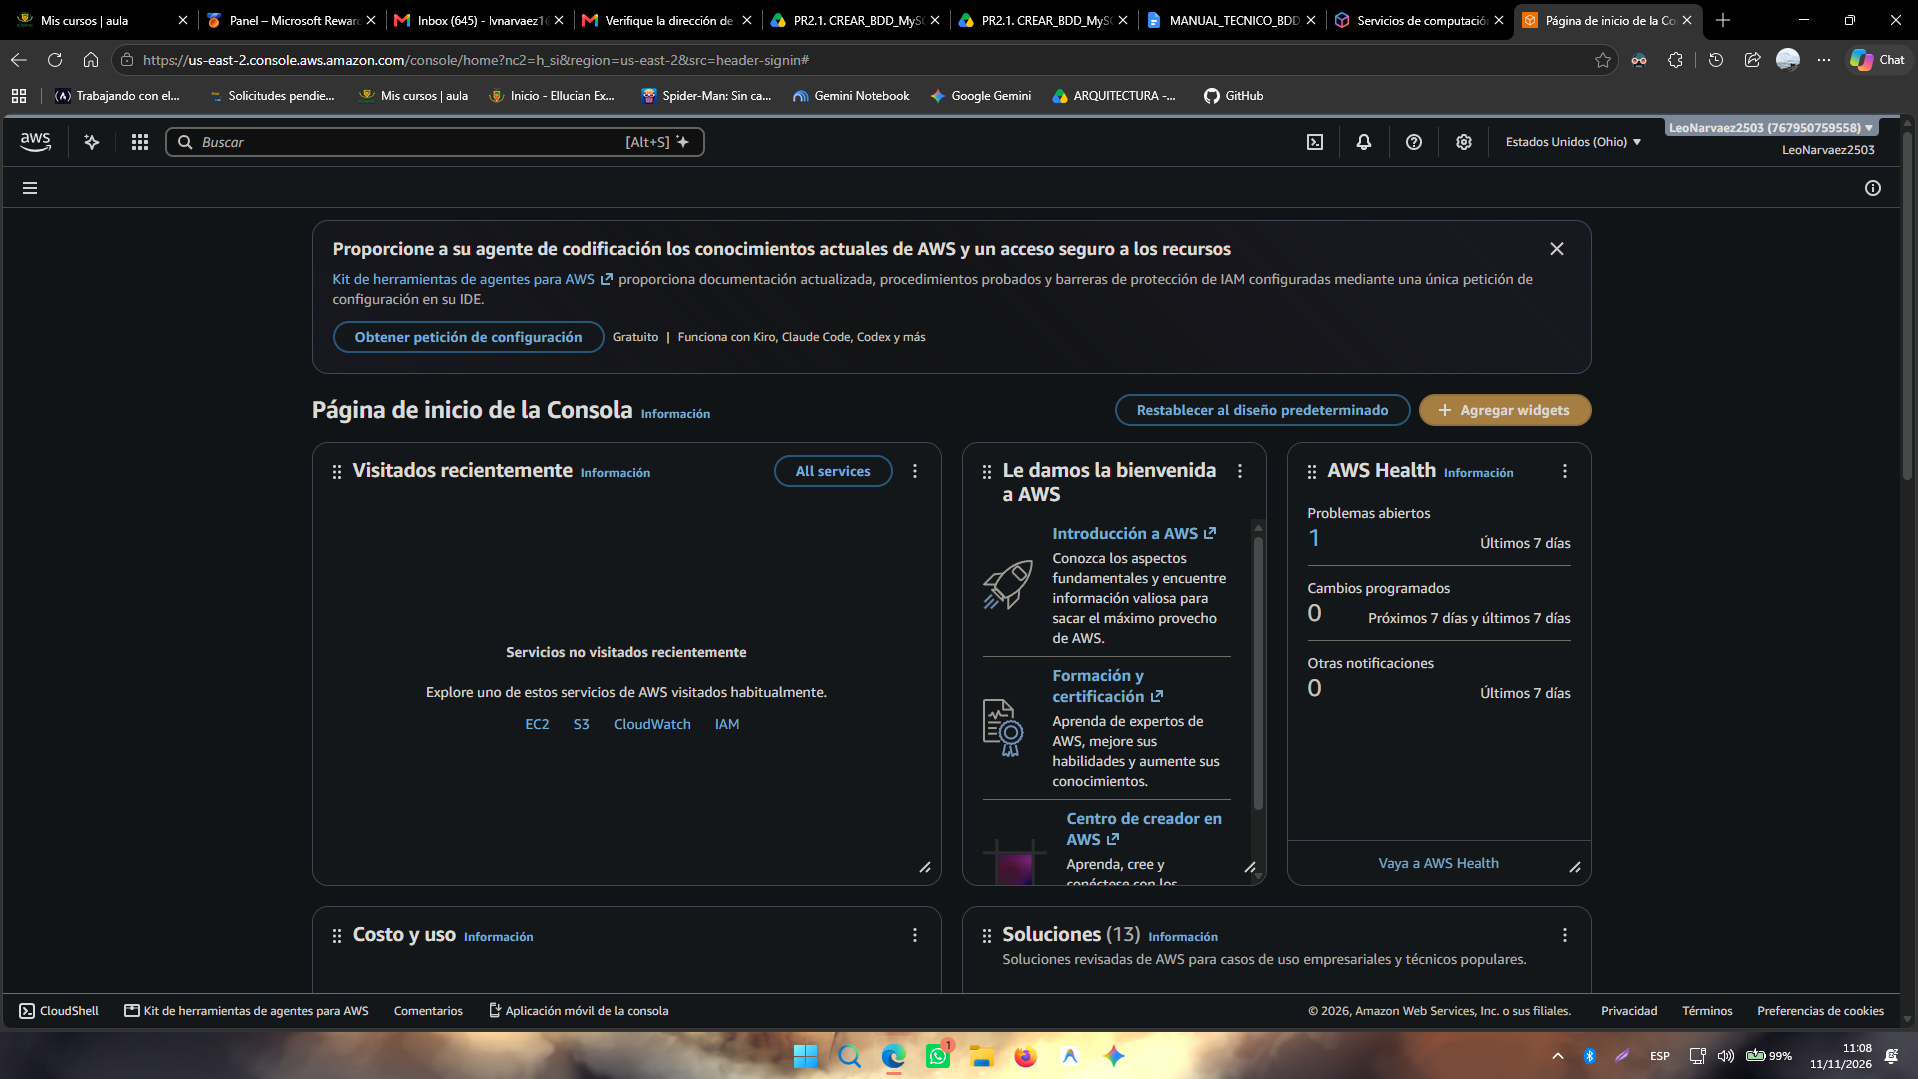 Mis cursos | aula
Panel – Microsoft Rewar
Inbox (645) - lvnarvaez1@
Verifique la dirección de
PR2.1. CREAR_BDD_MyS
PR2.1. CREAR_BDD_MyS
MANUAL_TECNICO_BDD
Servicios de computación
Página de inicio de la Co
https://us-east-2.console.aws.amazon.com/console/home?nc2=h_si&region=us-east-2&src=header-signin#
Chat
Trabajando con el...
Solicitudes pendie...
Mis cursos | aula
Inicio - Ellucian Ex...
Spider-Man: Sin ca...
Gemini Notebook
Google Gemini
ARQUITECTURA -...
GitHub
aws
Buscar
[Alt+S]
Estados Unidos (Ohio)
LeoNarvaez2503 (767950759558)
LeoNarvaez2503
Proporcione a su agente de codificación los conocimientos actuales de AWS y un acceso seguro a los recursos
Kit de herramientas de agentes para AWS proporciona documentación actualizada, procedimientos probados y barreras de protección de IAM configuradas mediante una única petición de
configuración en su IDE.
Obtener petición de configuración
Gratuito | Funciona con Kiro, Claude Code, Codex y más
Página de inicio de la Consola Información
Restablecer al diseño predeterminado
Agregar widgets
Visitados recientemente Información
All services
Servicios no visitados recientemente
Explore uno de estos servicios de AWS visitados habitualmente.
EC2 S3 CloudWatch IAM
Le damos la bienvenida
a AWS
Introducción a AWS
Conozca los aspectos
fundamentales y encuentre
información valiosa para
sacar el máximo provecho
de AWS.
Formación y
certificación
Aprenda de expertos de
AWS, mejore sus
habilidades y aumente sus
conocimientos.
Centro de creador en
AWS
Aprenda, cree y
conéctese con los
AWS Health Información
Problemas abiertos
1
Últimos 7 días
Cambios programados
0
Próximos 7 días y últimos 7 días
Otras notificaciones
0
Últimos 7 días
Vaya a AWS Health
Costo y uso Información
Soluciones (13) Información
Soluciones revisadas de AWS para casos de uso empresariales y técnicos populares.
CloudShell
Kit de herramientas de agentes para AWS
Comentarios
Aplicación móvil de la consola
© 2026, Amazon Web Services, Inc. o sus filiales.
Privacidad
Términos
Preferencias de cookies
1
ESP
99%
11:08
11/11/2026